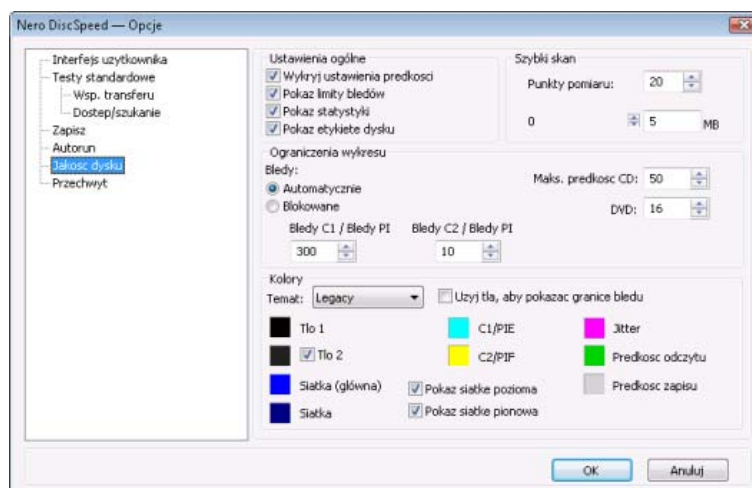 Nero DiscSpeed — Opcje
Interfejs uzytkownika
Testy standardowe
Wsp. transferu
Dostep/szukanie
Zapisz
Autorun
Jakosc dysku
Przechwyt
Ustawienia ogólne
Wykryj ustawienia predkosci
Pokaz limity bledów
Pokaz statystyki
Pokaz etykiete dysku
Szybki skan
Punkty pomiaru: 20
0 5 MB
Ograniczenia wykresu
Bledy:
Automatycznie
Blokowane
Bledy C1 / Bledy PI Bledy C2 / Bledy PI
300 10
Maks. predkosc CD: 50
DVD: 16
Kolory
Temat: Legacy Uzyj tla, aby pokazac granice bledu
Tlo 1 C1/PIE Jitter
Tlo 2 C2/PIF Predkosc odczytu
Siatka (główna) Pokaz siatke pozioma Predkosc zapisu
Siatka Pokaz siatke pionowa
OK Anuluj